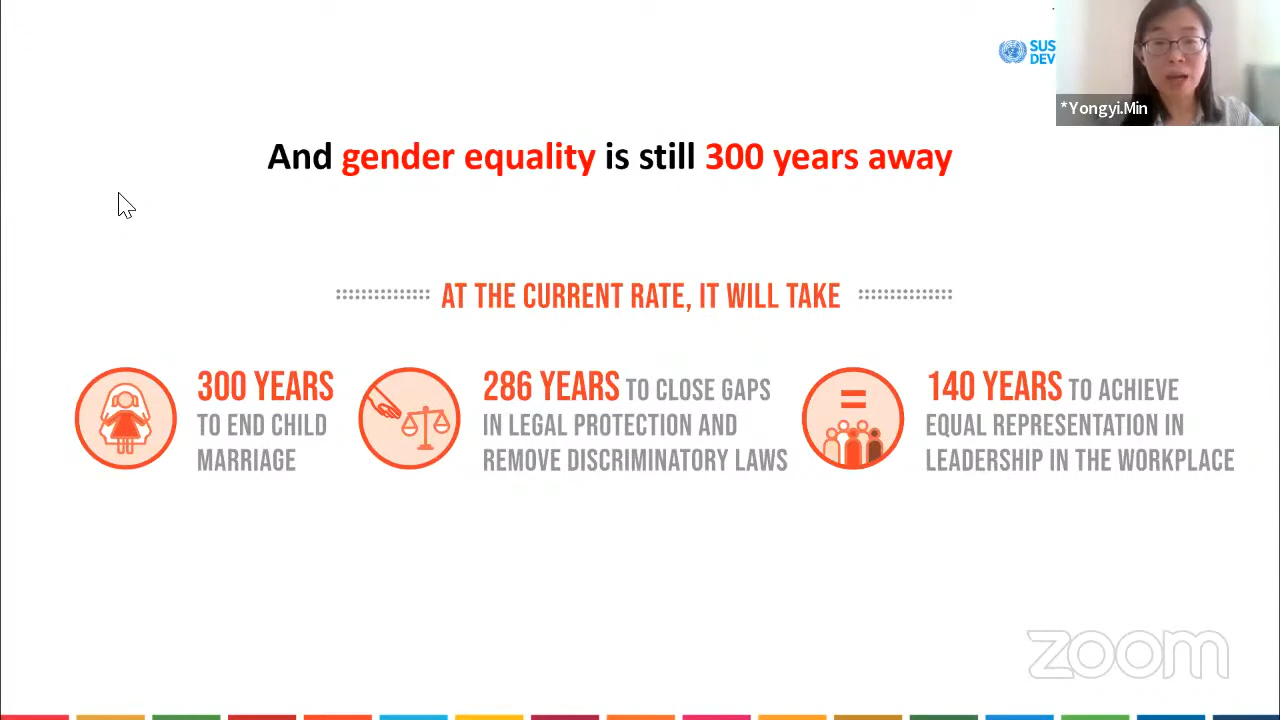 SUS
DEV
*Yongyi.Min
And gender equality is still 300 years away
AT THE CURRENT RATE, IT WILL TAKE
300 YEARS
TO END CHILD
MARRIAGE
286 YEARS TO CLOSE GAPS
IN LEGAL PROTECTION AND
REMOVE DISCRIMINATORY LAWS
140 YEARS TO ACHIEVE
EQUAL REPRESENTATION IN
LEADERSHIP IN THE WORKPLACE
zoom